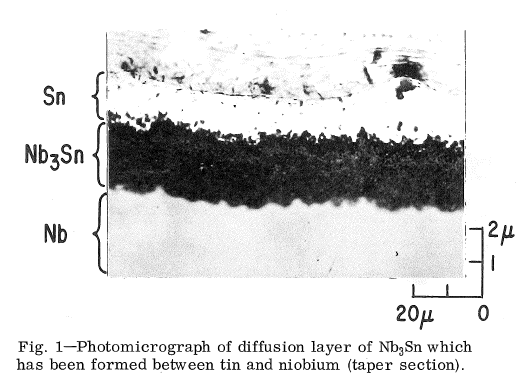 Sn
Nb₃Sn
Nb
2μ
1
20μ 0
Fig. 1—Photomicrograph of diffusion layer of Nb₃Sn which
has been formed between tin and niobium (taper section).